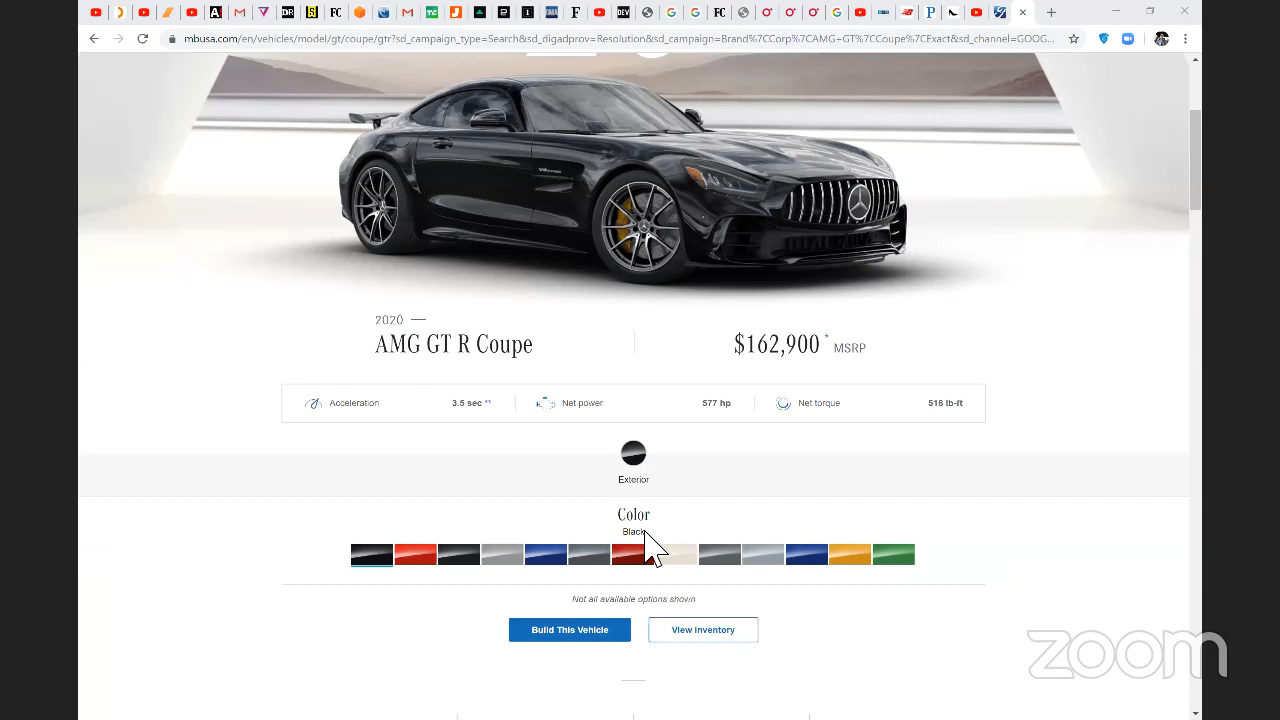 mbusa.com/en/vehicles/model/gt/coupe/gtr?sd_campaign_type=Search&sd_digadprov=Resolution&sd_campaign=Brand%7CCorp%7CAMG+GT%7CCoupe%7CExact&sd_channel=GOOG...
2020
AMG GT R Coupe
$162,900 * MSRP
Acceleration 3.5 sec ** Net power 577 hp Net torque 516 lb-ft
Exterior
Color
Black
Not all available options shown
Build This Vehicle View Inventory
zoom